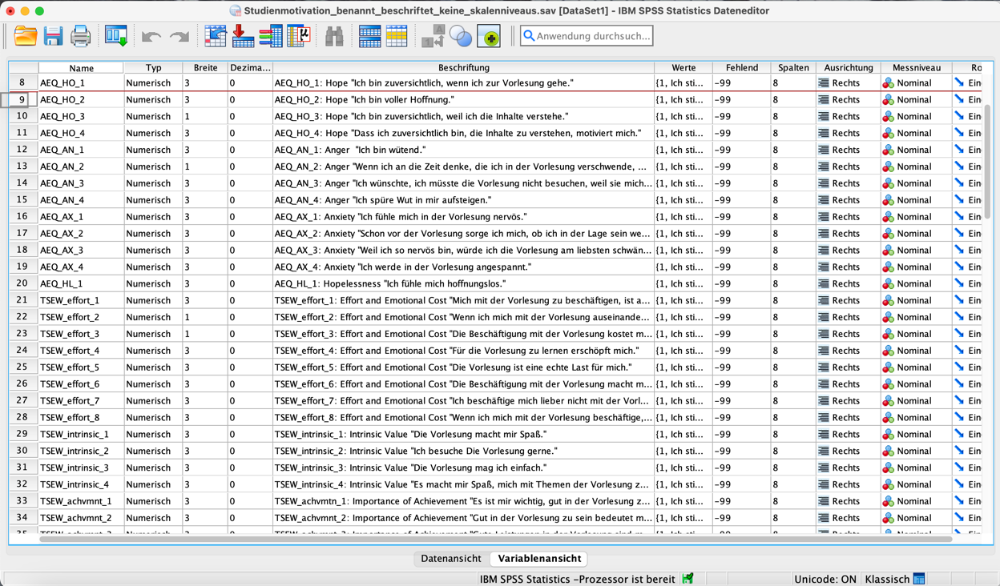 Studienmotivation_benannt_beschriftet_keine_skalenniveaus.sav [DataSet1] - IBM SPSS Statistics Dateneditor
Anwendung durchsuch...
Name Typ Breite Dezima... Beschriftung Werte Fehlend Spalten Ausrichtung Messniveau Ro
8 AEQ_HO_1 Numerisch 3 0 AEQ_HO_1: Hope "Ich bin zuversichtlich, wenn ich zur Vorlesung gehe." {1, Ich sti... -99 8 Rechts Nominal Ein
9 AEQ_HO_2 Numerisch 3 0 AEQ_HO_2: Hope "Ich bin voller Hoffnung." {1, Ich sti... -99 8 Rechts Nominal Ein
10 AEQ_HO_3 Numerisch 1 0 AEQ_HO_3: Hope "Ich bin zuversichtlich, weil ich die Inhalte verstehe." {1, Ich sti... -99 8 Rechts Nominal Ein
11 AEQ_HO_4 Numerisch 3 0 AEQ_HO_4: Hope "Dass ich zuversichtlich bin, die Inhalte zu verstehen, motiviert mich." {1, Ich sti... -99 8 Rechts Nominal Ein
12 AEQ_AN_1 Numerisch 3 0 AEQ_AN_1: Anger "Ich bin wütend." {1, Ich sti... -99 8 Rechts Nominal Ein
13 AEQ_AN_2 Numerisch 1 0 AEQ_AN_2: Anger "Wenn ich an die Zeit denke, die ich in der Vorlesung verschwende, ... {1, Ich sti... -99 8 Rechts Nominal Ein
14 AEQ_AN_3 Numerisch 3 0 AEQ_AN_3: Anger "Ich wünschte, ich müsste die Vorlesung nicht besuchen, weil sie mich... {1, Ich sti... -99 8 Rechts Nominal Ein
15 AEQ_AN_4 Numerisch 3 0 AEQ_AN_4: Anger "Ich spüre Wut in mir aufsteigen." {1, Ich sti... -99 8 Rechts Nominal Ein
16 AEQ_AX_1 Numerisch 3 0 AEQ_AX_1: Anxiety "Ich fühle mich in der Vorlesung nervös." {1, Ich sti... -99 8 Rechts Nominal Ein
17 AEQ_AX_2 Numerisch 3 0 AEQ_AX_2: Anxiety "Schon vor der Vorlesung sorge ich mich, ob ich in der Lage sein we... {1, Ich sti... -99 8 Rechts Nominal Ein
18 AEQ_AX_3 Numerisch 3 0 AEQ_AX_3: Anxiety "Weil ich so nervös bin, würde ich die Vorlesung am liebsten schwän... {1, Ich sti... -99 8 Rechts Nominal Ein
19 AEQ_AX_4 Numerisch 3 0 AEQ_AX_4: Anxiety "Ich werde in der Vorlesung angespannt." {1, Ich sti... -99 8 Rechts Nominal Ein
20 AEQ_HL_1 Numerisch 3 0 AEQ_HL_1: Hopelessness "Ich fühle mich hoffnungslos." {1, Ich sti... -99 8 Rechts Nominal Ein
21 TSEW_effort_1 Numerisch 3 0 TSEW_effort_1: Effort and Emotional Cost "Mich mit der Vorlesung zu beschäftigen, ist a... {1, Ich sti... -99 8 Rechts Nominal Ein
22 TSEW_effort_2 Numerisch 1 0 TSEW_effort_2: Effort and Emotional Cost "Wenn ich mich mit der Vorlesung auseinande... {1, Ich sti... -99 8 Rechts Nominal Ein
23 TSEW_effort_3 Numerisch 1 0 TSEW_effort_3: Effort and Emotional Cost "Die Beschäftigung mit der Vorlesung kostet m... {1, Ich sti... -99 8 Rechts Nominal Ein
24 TSEW_effort_4 Numerisch 3 0 TSEW_effort_4: Effort and Emotional Cost "Für die Vorlesung zu lernen erschöpft mich." {1, Ich sti... -99 8 Rechts Nominal Ein
25 TSEW_effort_5 Numerisch 3 0 TSEW_effort_5: Effort and Emotional Cost "Die Vorlesung ist eine echte Last für mich." {1, Ich sti... -99 8 Rechts Nominal Ein
26 TSEW_effort_6 Numerisch 3 0 TSEW_effort_6: Effort and Emotional Cost "Die Beschäftigung mit der Vorlesung macht m... {1, Ich sti... -99 8 Rechts Nominal Ein
27 TSEW_effort_7 Numerisch 3 0 TSEW_effort_7: Effort and Emotional Cost "Ich beschäftige mich lieber nicht mit der Vorl... {1, Ich sti... -99 8 Rechts Nominal Ein
28 TSEW_effort_8 Numerisch 3 0 TSEW_effort_8: Effort and Emotional Cost "Wenn ich mich mit der Vorlesung beschäftige,... {1, Ich sti... -99 8 Rechts Nominal Ein
29 TSEW_intrinsic_1 Numerisch 3 0 TSEW_intrinsic_1: Intrinsic Value "Die Vorlesung macht mir Spaß." {1, Ich sti... -99 8 Rechts Nominal Ein
30 TSEW_intrinsic_2 Numerisch 3 0 TSEW_intrinsic_2: Intrinsic Value "Ich besuche Die Vorlesung gerne." {1, Ich sti... -99 8 Rechts Nominal Ein
31 TSEW_intrinsic_3 Numerisch 3 0 TSEW_intrinsic_3: Intrinsic Value "Die Vorlesung mag ich einfach." {1, Ich sti... -99 8 Rechts Nominal Ein
32 TSEW_intrinsic_4 Numerisch 3 0 TSEW_intrinsic_4: Intrinsic Value "Es macht mir Spaß, mich mit Themen der Vorlesung z... {1, Ich sti... -99 8 Rechts Nominal Ein
33 TSEW_achvmnt_1 Numerisch 3 0 TSEW_achvmtn_1: Importance of Achievement "Es ist mir wichtig, gut in der Vorlesung z... {1, Ich sti... -99 8 Rechts Nominal Ein
34 TSEW_achvmnt_2 Numerisch 3 0 TSEW_achvmnt_2: Importance of Achievement "Gut in der Vorlesung zu sein bedeutet m... {1, Ich sti... -99 8 Rechts Nominal Ein
Datenansicht Variablenansicht
IBM SPSS Statistics -Prozessor ist bereit Unicode: ON Klassisch